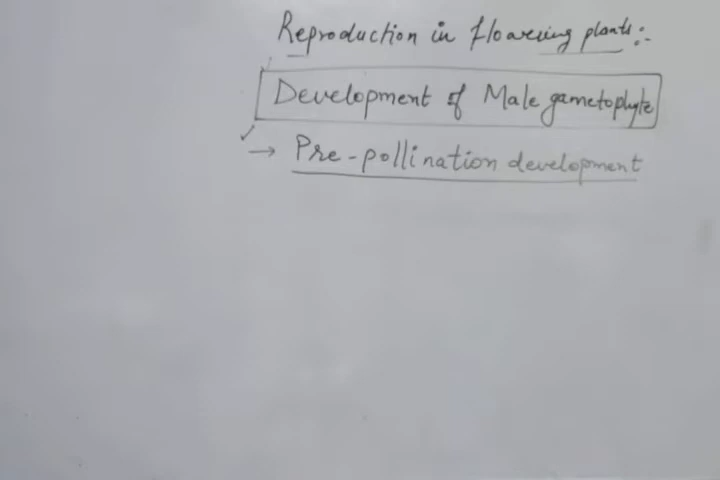 Reproduction in flowering plants:-
Development of Male gametophyte
→ Pre-pollination development